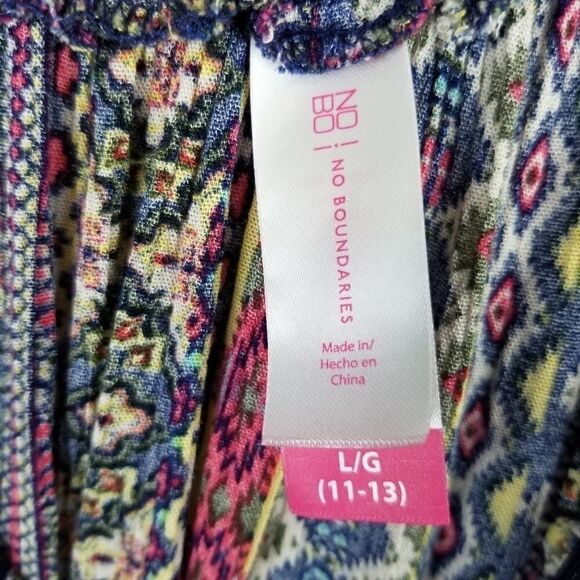 NO!
BO!
NO BOUNDARIES
Made in/
Hecho en
China
L/G
(11-13)